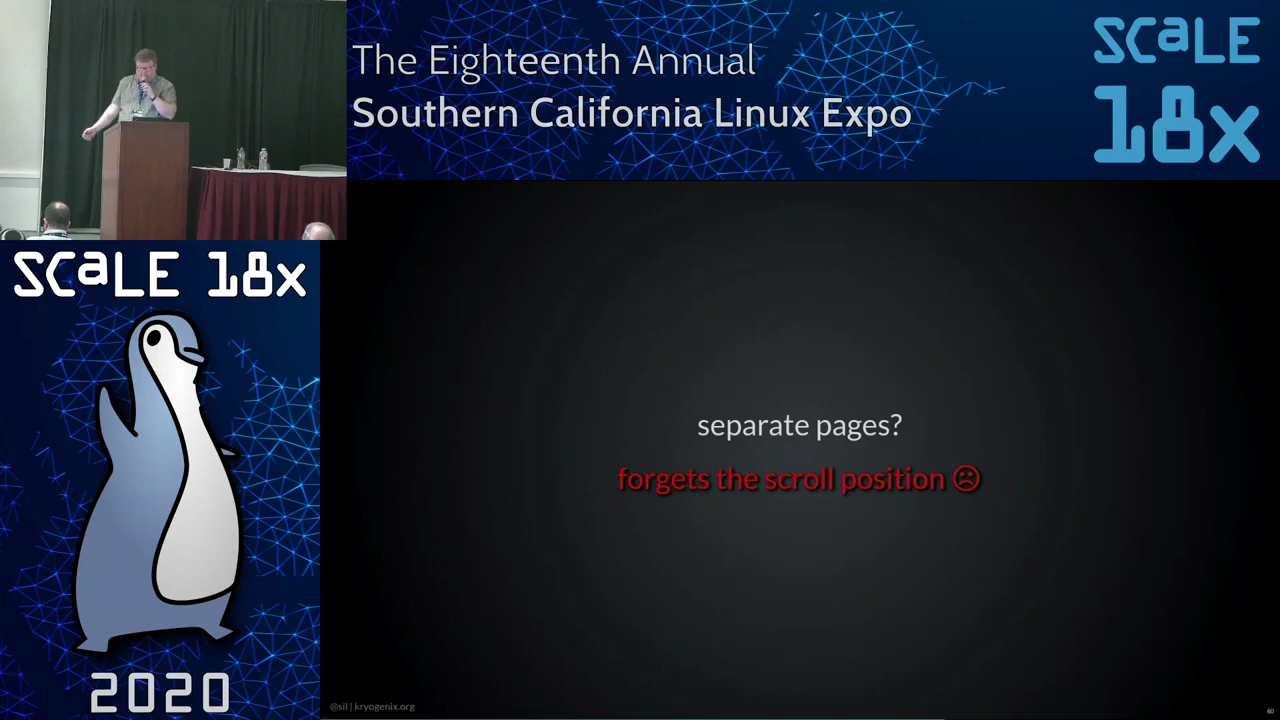 The Eighteenth Annual
Southern California Linux Expo
SCaLE
18x
SCaLE 18x
2020
separate pages?
forgets the scroll position ☹
@sil | kryogenix.org
60